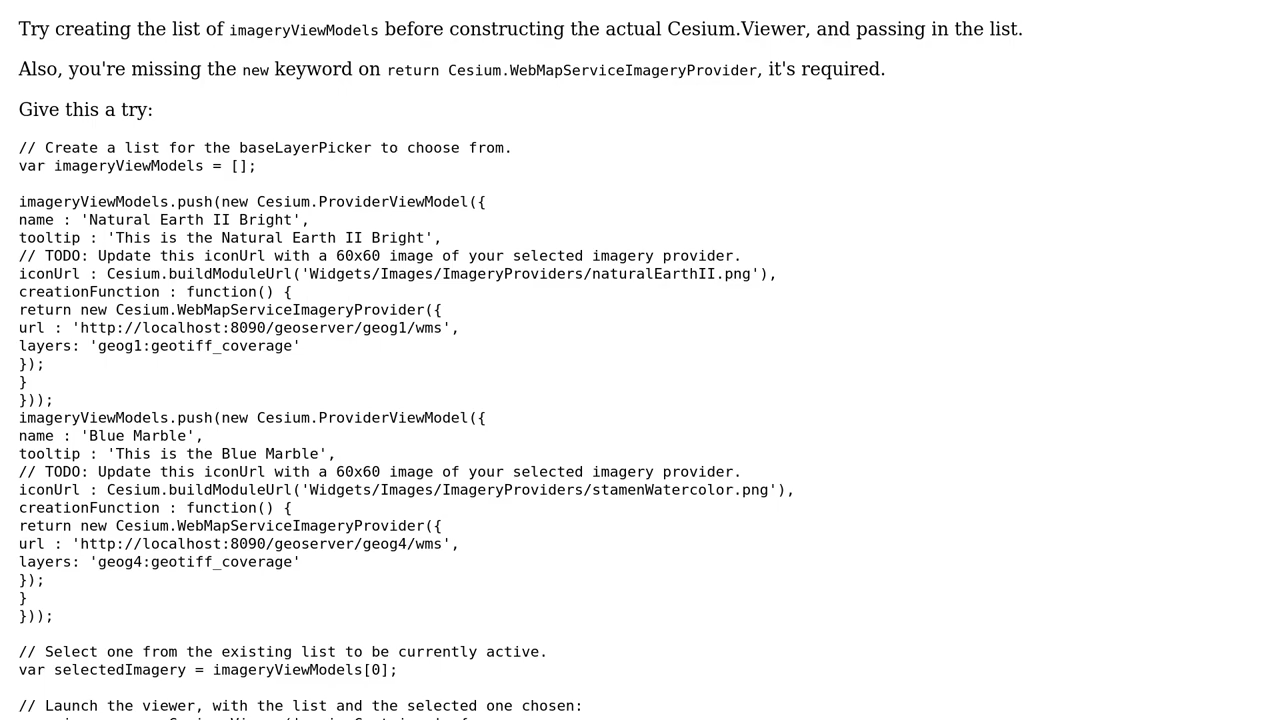 Try creating the list of imageryViewModels before constructing the actual Cesium.Viewer, and passing in the list.
Also, you're missing the new keyword on return Cesium.WebMapServiceImageryProvider, it's required.
Give this a try:
// Create a list for the baseLayerPicker to choose from.
var imageryViewModels = [];
imageryViewModels.push(new Cesium.ProviderViewModel({
name : 'Natural Earth II Bright',
tooltip : 'This is the Natural Earth II Bright',
// TODO: Update this iconUrl with a 60x60 image of your selected imagery provider.
iconUrl : Cesium.buildModuleUrl('Widgets/Images/ImageryProviders/naturalEarthII.png'),
creationFunction : function() {
return new Cesium.WebMapServiceImageryProvider({
url : 'http://localhost:8090/geoserver/geog1/wms',
layers: 'geog1:geotiff_coverage'
});
}
}));
imageryViewModels.push(new Cesium.ProviderViewModel({
name : 'Blue Marble',
tooltip : 'This is the Blue Marble',
// TODO: Update this iconUrl with a 60x60 image of your selected imagery provider.
iconUrl : Cesium.buildModuleUrl('Widgets/Images/ImageryProviders/stamenWatercolor.png'),
creationFunction : function() {
return new Cesium.WebMapServiceImageryProvider({
url : 'http://localhost:8090/geoserver/geog4/wms',
layers: 'geog4:geotiff_coverage'
});
}
}));
// Select one from the existing list to be currently active.
var selectedImagery = imageryViewModels[0];
// Launch the viewer, with the list and the selected one chosen: